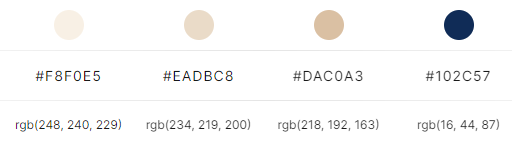 #F8F0E5 #EADBC8 #DAC0A3 #102C57
rgb(248, 240, 229) rgb(234, 219, 200) rgb(218, 192, 163) rgb(16, 44, 87)